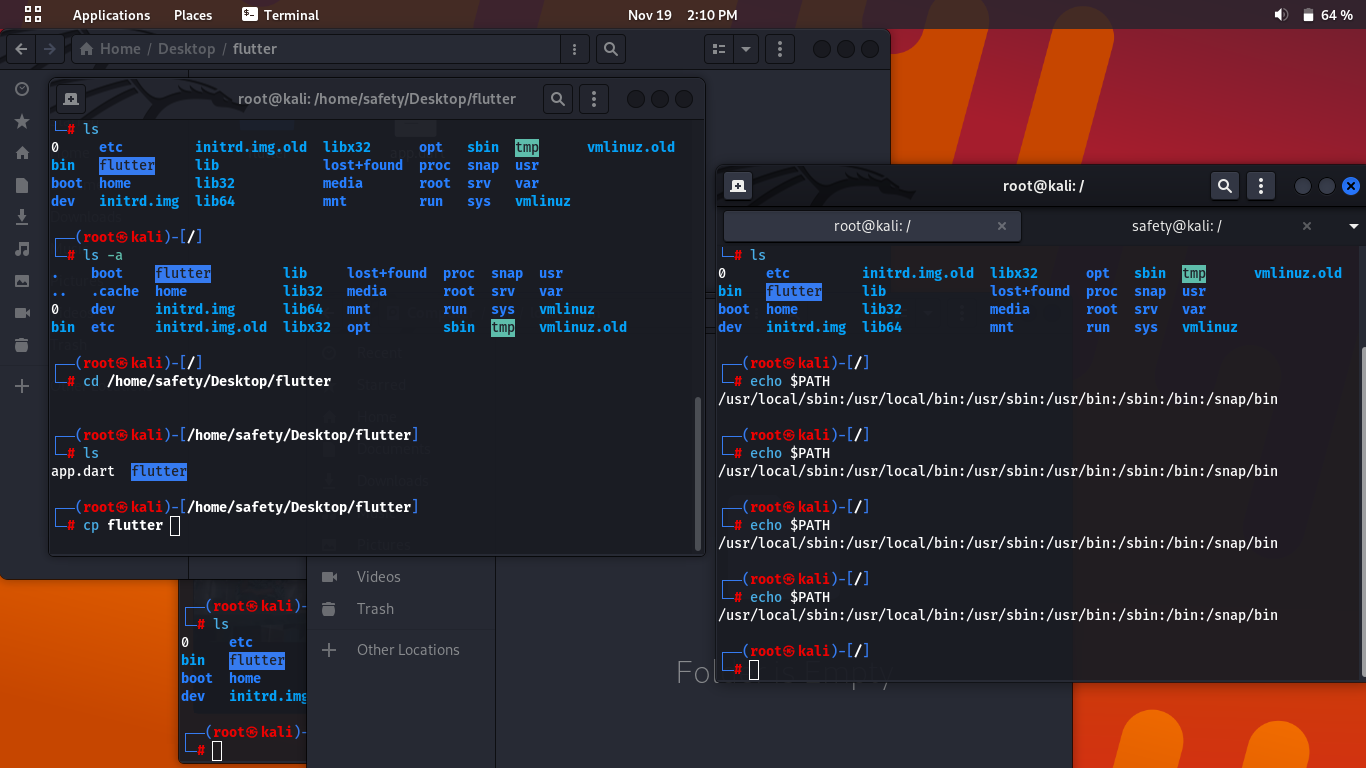 Applications Places Terminal Nov 19 2:10 PM 64 %
Home / Desktop / flutter
root@kali: /home/safety/Desktop/flutter
└─# ls
0 etc initrd.img.old libx32 opt sbin tmp vmlinuz.old
bin flutter lib lost+found proc snap usr
boot home lib32 media root srv var
dev initrd.img lib64 mnt run sys vmlinuz
┌──(root㉿kali)-[/]
└─# ls -a
. boot flutter lib lost+found proc snap usr
.. .cache home lib32 media root srv var
0 dev initrd.img lib64 mnt run sys vmlinuz
bin etc initrd.img.old libx32 opt sbin tmp vmlinuz.old
┌──(root㉿kali)-[/]
└─# cd /home/safety/Desktop/flutter
┌──(root㉿kali)-[/home/safety/Desktop/flutter]
└─# ls
app.dart flutter
┌──(root㉿kali)-[/home/safety/Desktop/flutter]
└─# cp flutter
root@kali: /
root@kali: / safety@kali: /
└─# ls
0 etc initrd.img.old libx32 opt sbin tmp vmlinuz.old
bin flutter lib lost+found proc snap usr
boot home lib32 media root srv var
dev initrd.img lib64 mnt run sys vmlinuz
┌──(root㉿kali)-[/]
└─# echo $PATH
/usr/local/sbin:/usr/local/bin:/usr/sbin:/usr/bin:/sbin:/bin:/snap/bin
┌──(root㉿kali)-[/]
└─# echo $PATH
/usr/local/sbin:/usr/local/bin:/usr/sbin:/usr/bin:/sbin:/bin:/snap/bin
┌──(root㉿kali)-[/]
└─# echo $PATH
/usr/local/sbin:/usr/local/bin:/usr/sbin:/usr/bin:/sbin:/bin:/snap/bin
┌──(root㉿kali)-[/]
└─# echo $PATH
/usr/local/sbin:/usr/local/bin:/usr/sbin:/usr/bin:/sbin:/bin:/snap/bin
┌──(root㉿kali)-[/]
└─#
┌──(root㉿kali)-
└─# ls
0 etc
bin flutter
boot home
dev initrd.img
┌──(root㉿kali)-
└─#
Videos
Trash
Other Locations
Folder is Empty